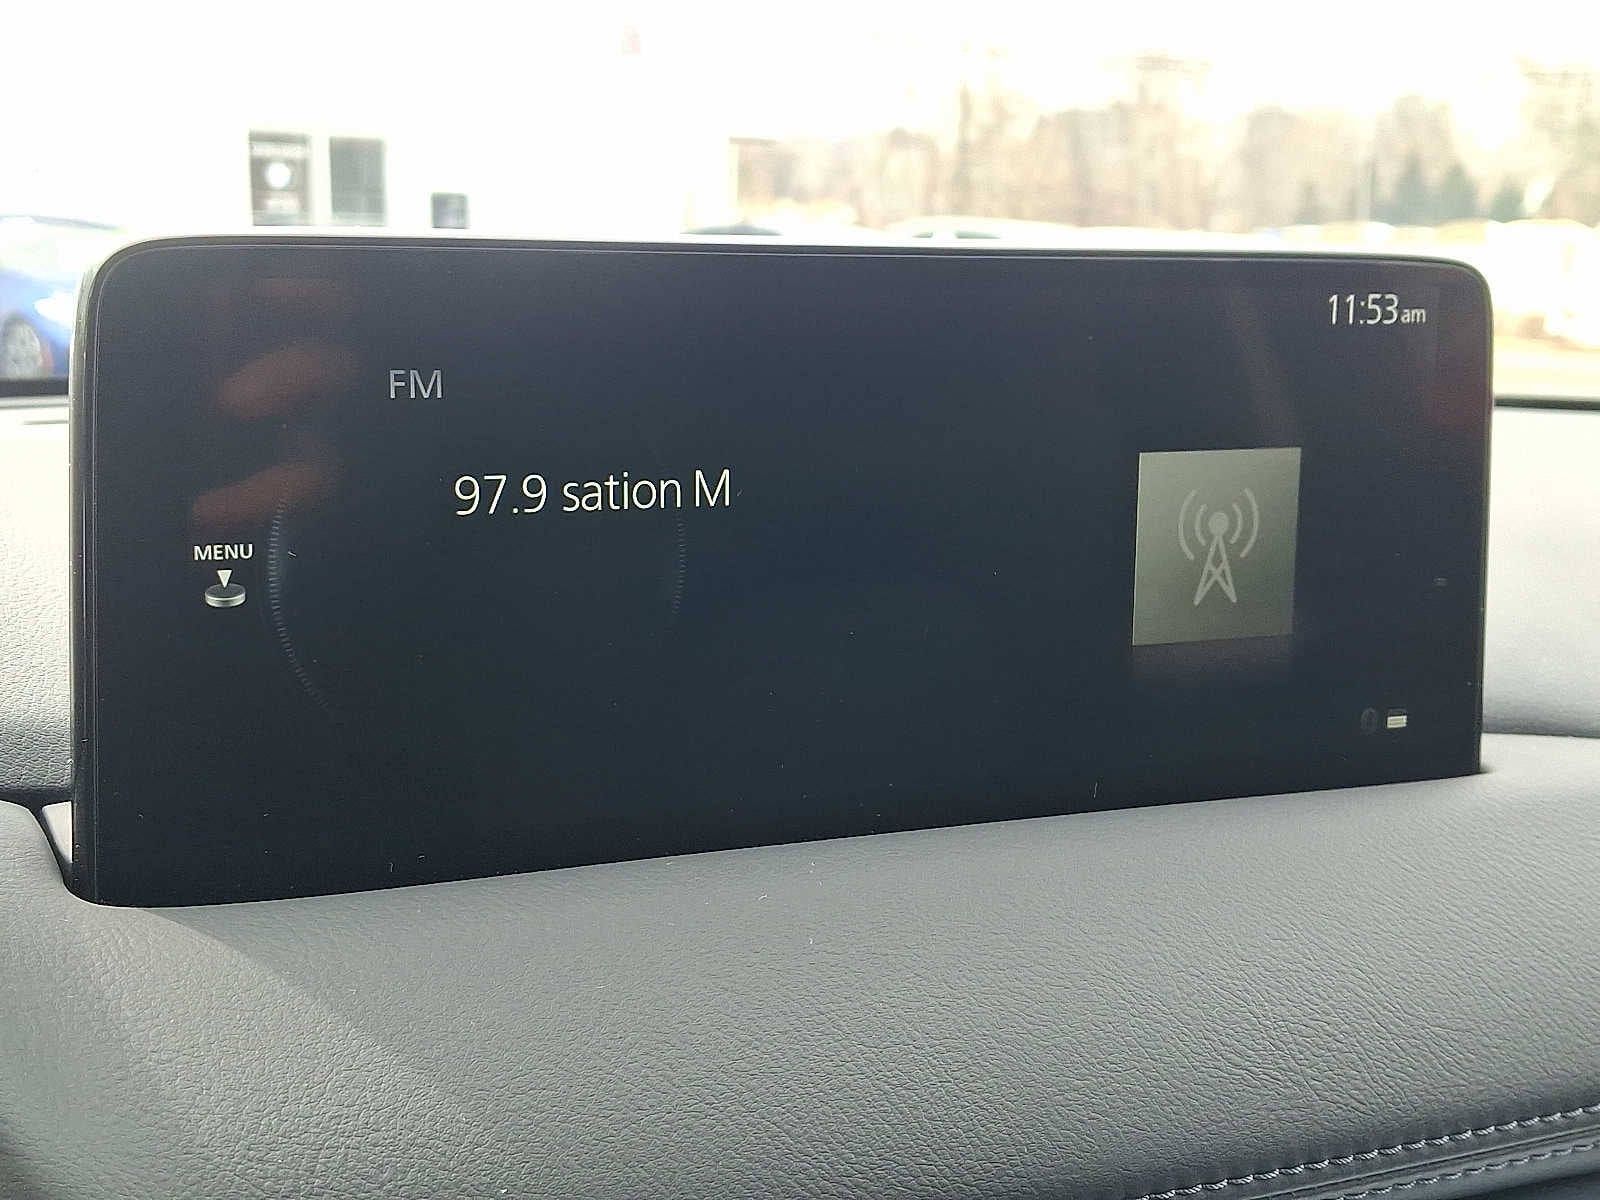 11:53am
FM
97.9 sation M
MENU